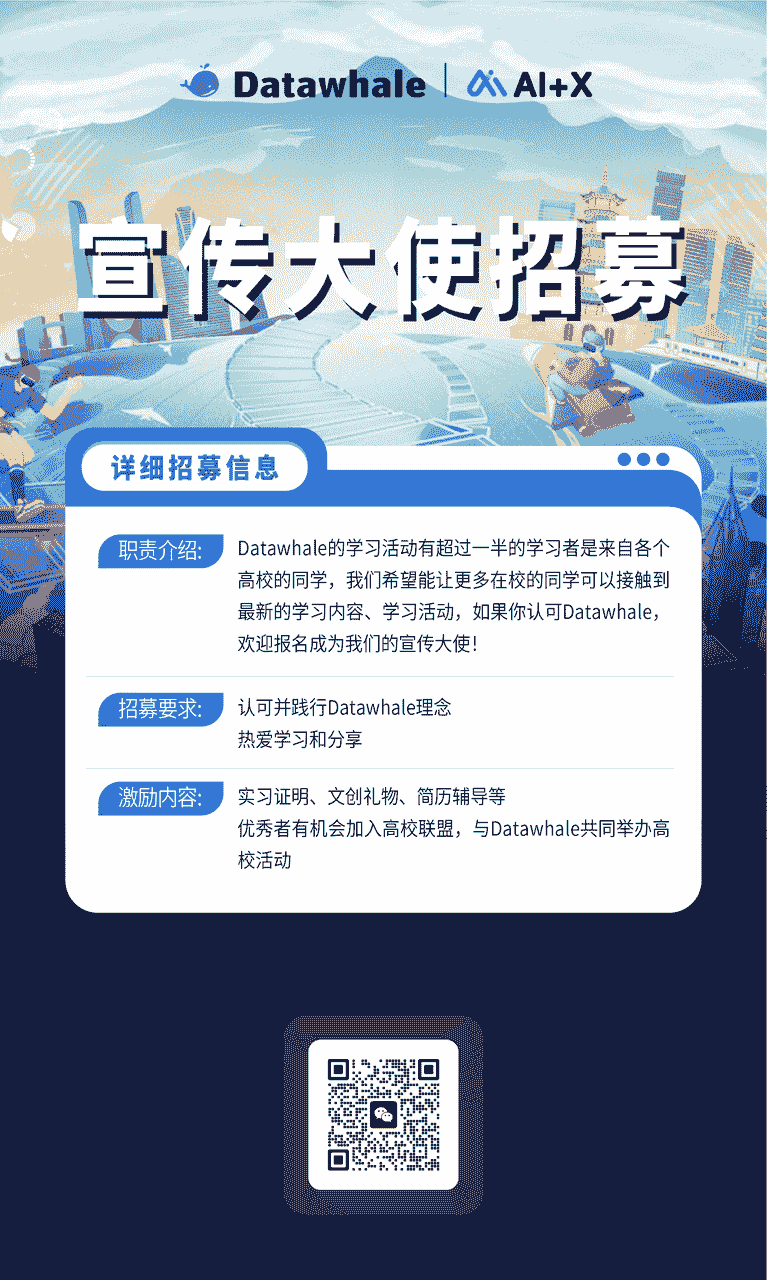 Datawhale | AI+X
宣传大使招募
详细招募信息
职责介绍:
Datawhale的学习活动有超过一半的学习者是来自各个
高校的同学，我们希望能让更多在校的同学可以接触到
最新的学习内容、学习活动，如果你认可Datawhale，
欢迎报名成为我们的宣传大使！
招募要求:
认可并践行Datawhale理念
热爱学习和分享
激励内容:
实习证明、文创礼物、简历辅导等
优秀者有机会加入高校联盟，与Datawhale共同举办高
校活动